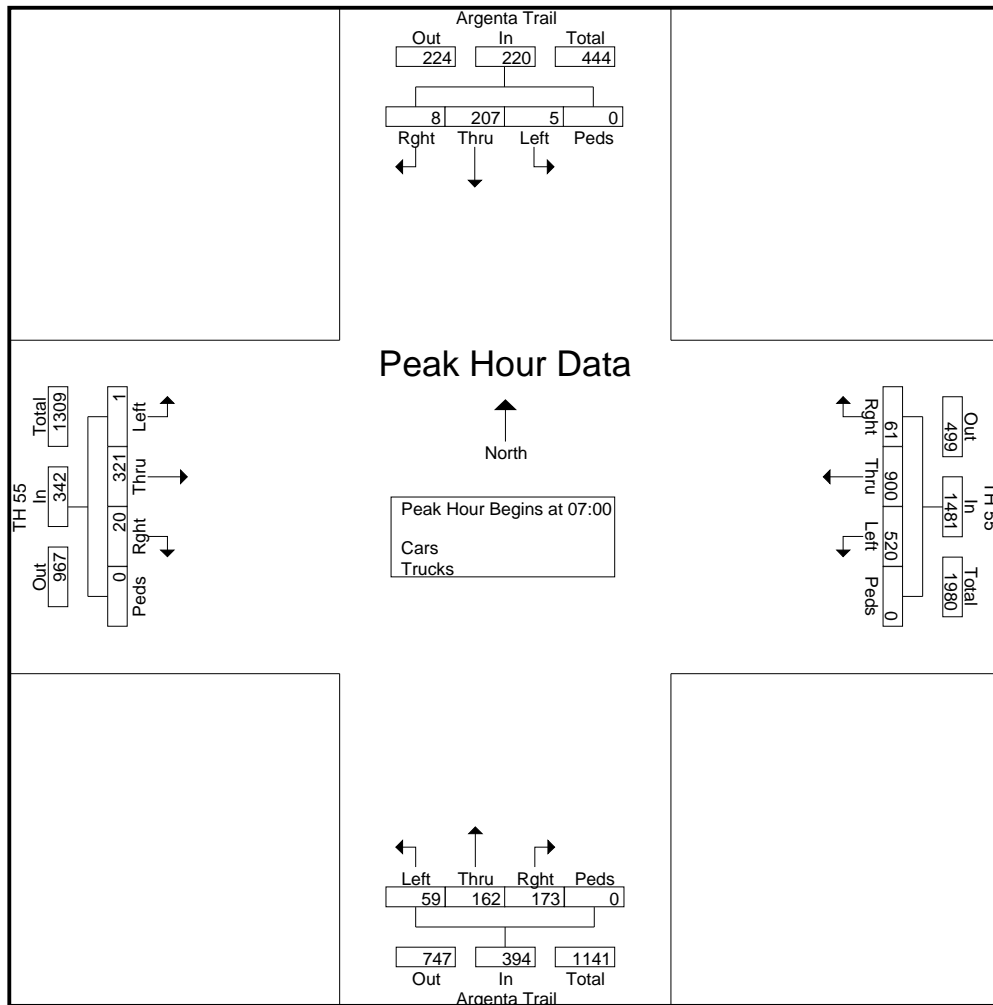 Argenta Trail
Out In Total
224 220 444
8 207 5 0
Rght Thru Left Peds
Peak Hour Data
North
Peak Hour Begins at 07:00
Cars
Trucks
TH 55
Total In Out
1309 342 967
1 321 20 0
Left Thru Rght Peds
Rght Thru Left Peds
61 900 520 0
Out In Total
499 1481 1980
TH 55
Left Thru Rght Peds
59 162 173 0
747 394 1141
Out In Total
Argenta Trail